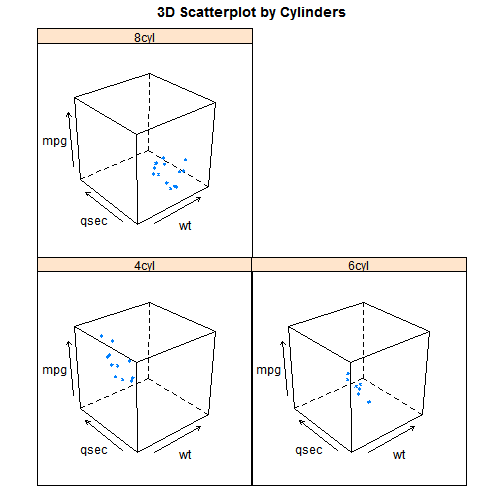 3D Scatterplot by Cylinders
8cyl
mpg
qsec
wt
4cyl
6cyl
mpg
qsec
wt
mpg
qsec
wt